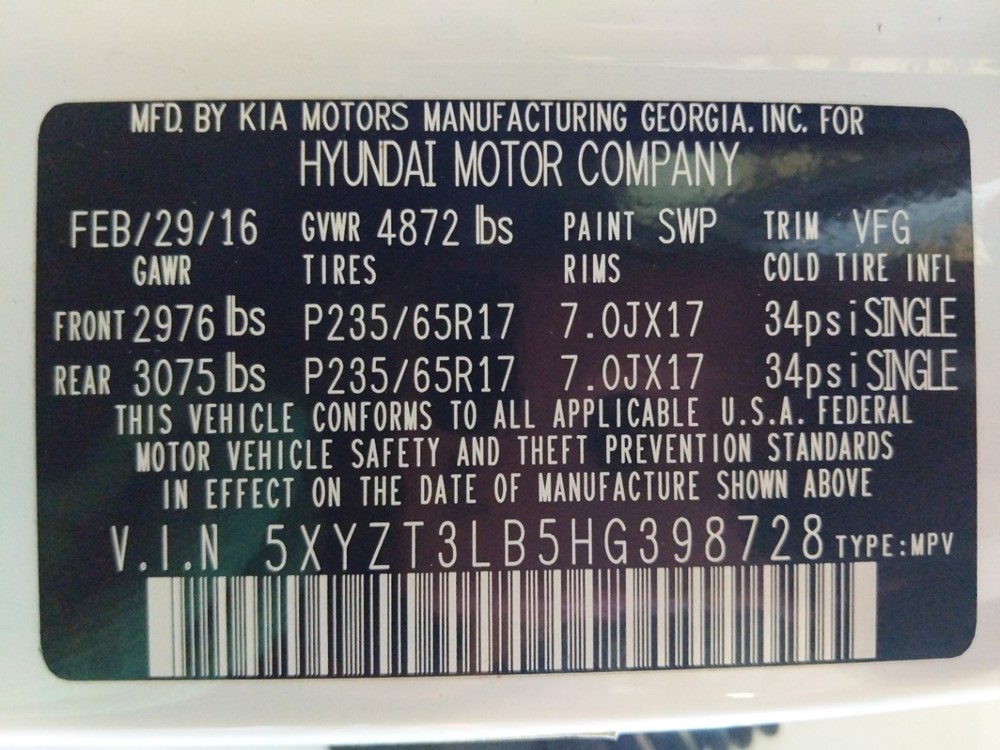 MFD. BY KIA MOTORS MANUFACTURING GEORGIA, INC. FOR
HYUNDAI MOTOR COMPANY
FEB/29/16 GVWR 4872 lbs PAINT SWP TRIM VFG
GAWR TIRES RIMS COLD TIRE INFL
FRONT 2976 lbs P235/65R17 7.0JX17 34psi SINGLE
REAR 3075 lbs P235/65R17 7.0JX17 34psi SINGLE
THIS VEHICLE CONFORMS TO ALL APPLICABLE U.S.A. FEDERAL
MOTOR VEHICLE SAFETY AND THEFT PREVENTION STANDARDS
IN EFFECT ON THE DATE OF MANUFACTURE SHOWN ABOVE
V.I.N 5XYZT3LB5HG398728 TYPE:MPV